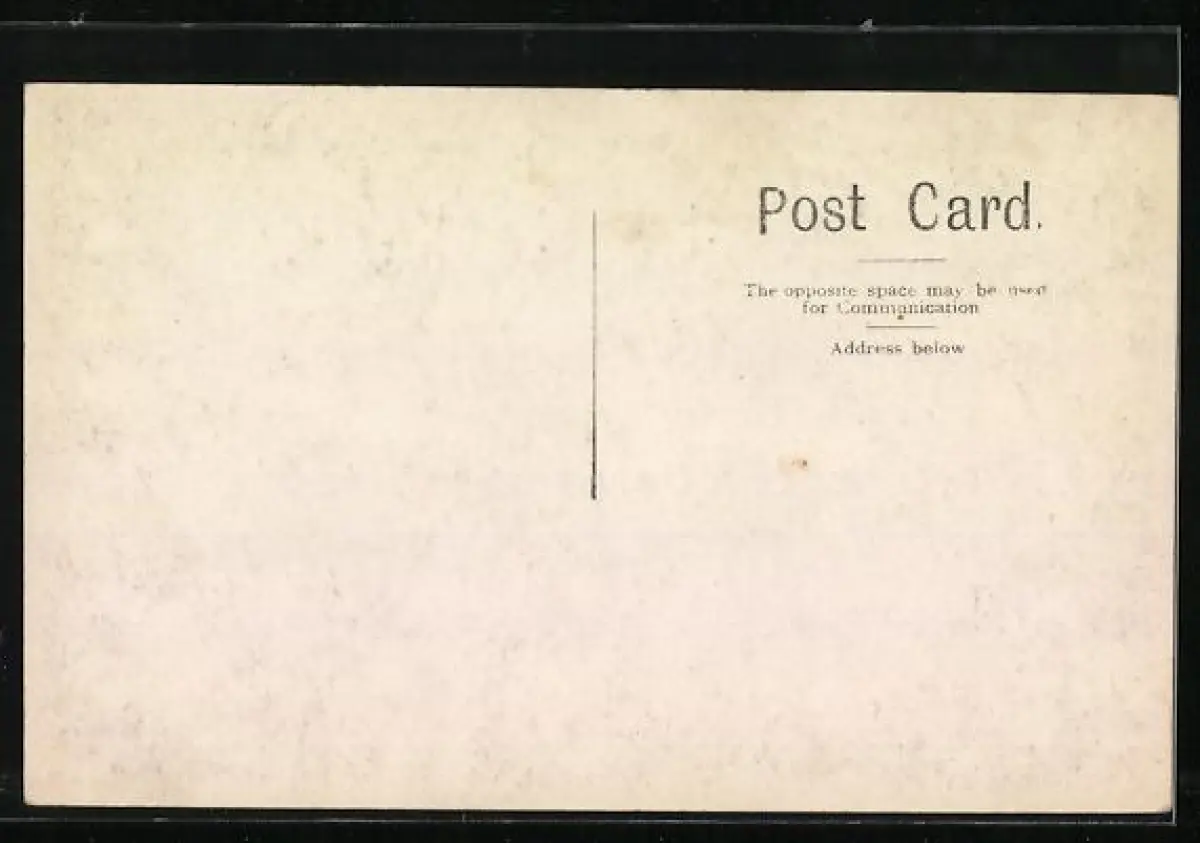 Post Card.
The opposite space may be used
for Communication
Address below